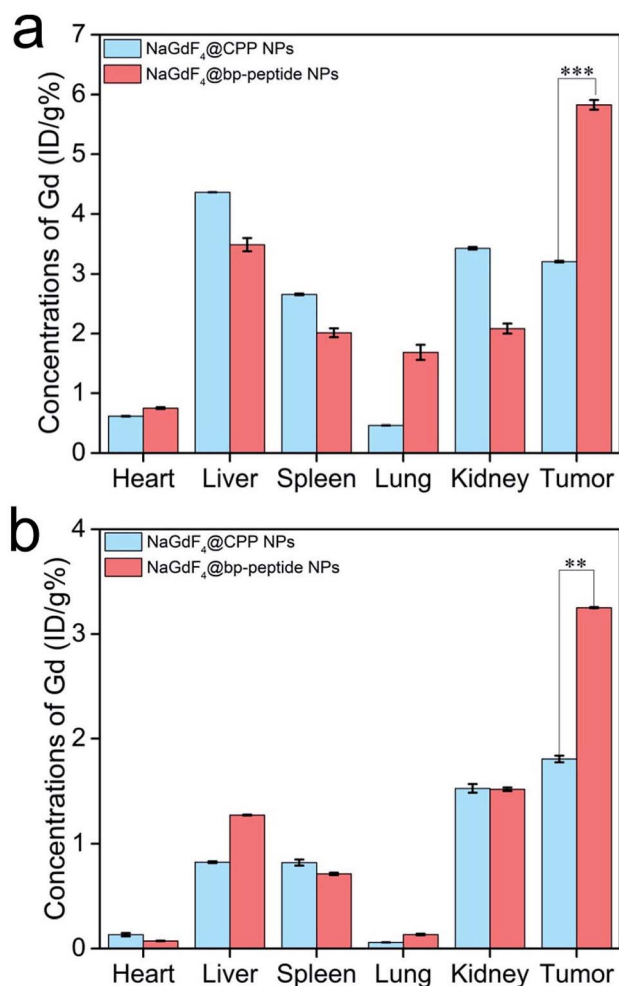 a
Concentrations of Gd (ID/g%)
7
6
5
4
3
2
1
0
NaGdF₄@CPP NPs
NaGdF₄@bp-peptide NPs
***
Heart Liver Spleen Lung Kidney Tumor
b
Concentrations of Gd (ID/g%)
4
3
2
1
0
NaGdF₄@CPP NPs
NaGdF₄@bp-peptide NPs
**
Heart Liver Spleen Lung Kidney Tumor